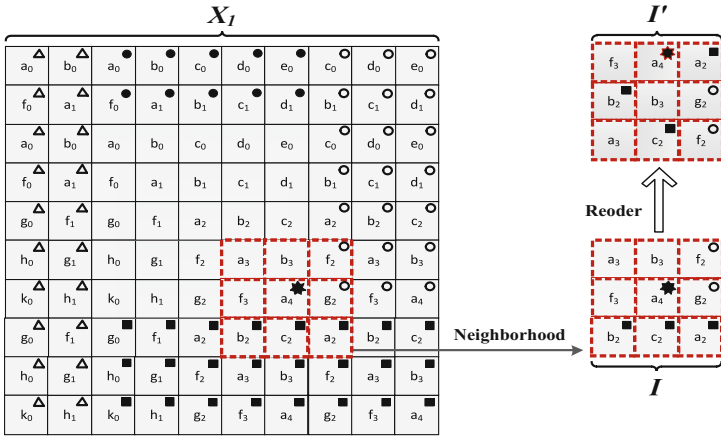 X₁
I'
a₀ b₀ a₀ b₀ c₀ d₀ e₀ c₀ d₀ e₀
f₀ a₁ f₀ a₁ b₁ c₁ d₁ b₁ c₁ d₁
a₀ b₀ a₀ b₀ c₀ d₀ e₀ c₀ d₀ e₀
f₀ a₁ f₀ a₁ b₁ c₁ d₁ b₁ c₁ d₁
g₀ f₁ g₀ f₁ a₂ b₂ c₂ a₂ b₂ c₂
h₀ g₁ h₀ g₁ f₂ a₃ b₃ f₂ a₃ b₃
k₀ h₁ k₀ h₁ g₂ f₃ a₄ g₂ f₃ a₄
g₀ f₁ g₀ f₁ a₂ b₂ c₂ a₂ b₂ c₂
h₀ g₁ h₀ g₁ f₂ a₃ b₃ f₂ a₃ b₃
k₀ h₁ k₀ h₁ g₂ f₃ a₄ g₂ f₃ a₄
f₃ a₄ a₂
b₂ b₃ g₂
a₃ c₂ f₂
Reoder
a₃ b₃ f₂
f₃ a₄ g₂
b₂ c₂ a₂
Neighborhood
I